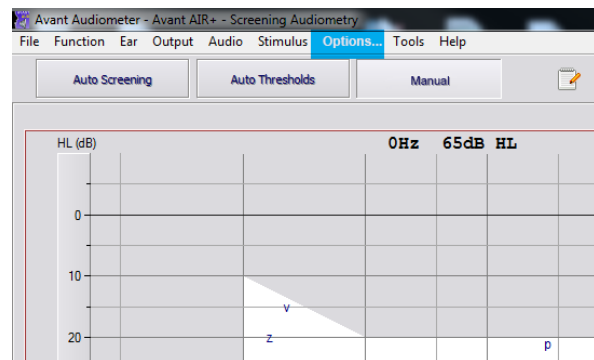 Avant Audiometer - Avant AIR+ - Screening Audiometry
File Function Ear Output Audio Stimulus Options... Tools Help
Auto Screening Auto Thresholds Manual
HL (dB) 0Hz 65dB HL
0
10
v
20 z p